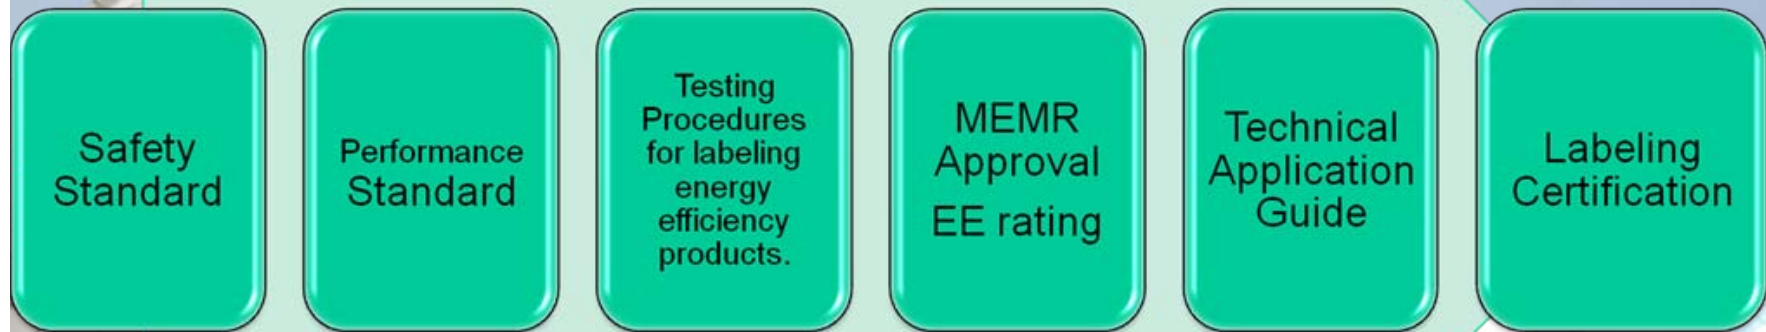 Safety
Standard
Performance
Standard
Testing
Procedures
for labeling
energy
efficiency
products.
MEMR
Approval
EE rating
Technical
Application
Guide
Labeling
Certification